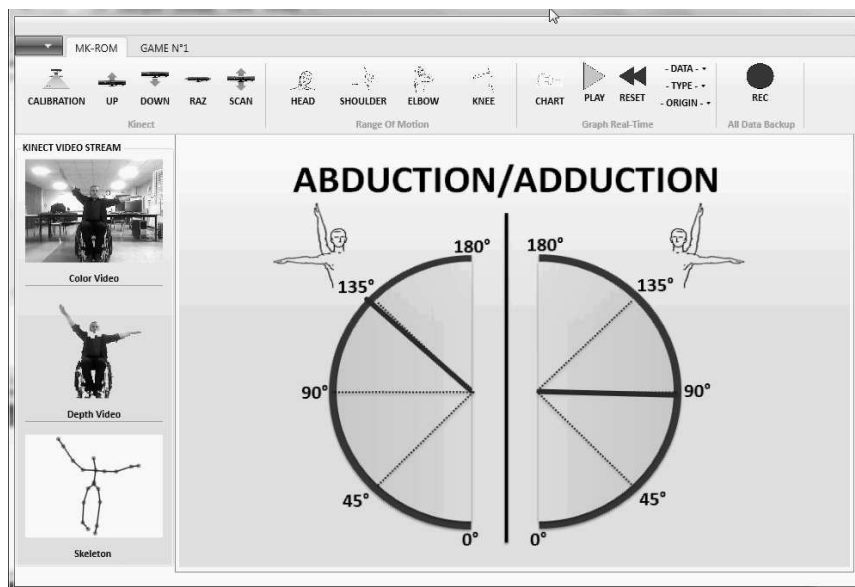 MK-ROM GAME N°1
CALIBRATION UP DOWN RAZ SCAN
Kinect
HEAD SHOULDER ELBOW KNEE
Range Of Motion
CHART PLAY RESET
- DATA -
- TYPE -
- ORIGIN -
Graph Real-Time
REC
All Data Backup
KINECT VIDEO STREAM
Color Video
Depth Video
Skeleton
ABDUCTION/ADDUCTION
180° 180°
135° 135°
90° 90°
45° 45°
0° 0°